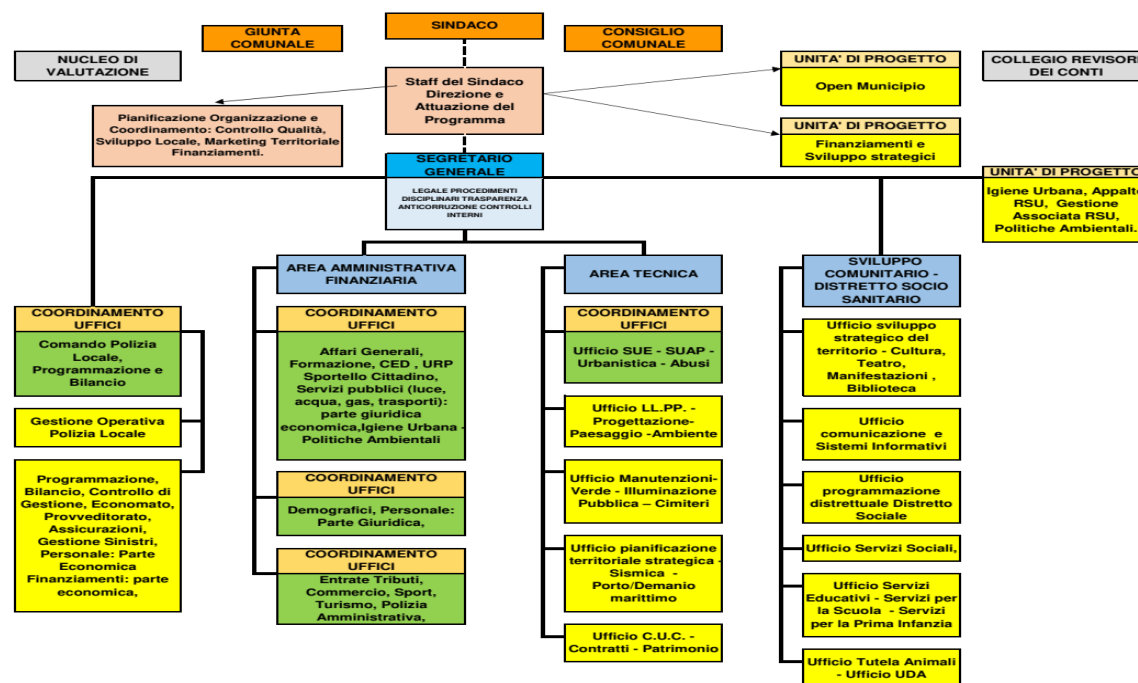 SINDACO
GIUNTA
COMUNALE
CONSIGLIO
COMUNALE
NUCLEO DI
VALUTAZIONE
UNITA' DI PROGETTO
Open Municipio
COLLEGIO REVISORI
DEI CONTI
Staff del Sindaco
Direzione e
Attuazione del
Programma
Pianificazione Organizzazione e
Coordinamento: Controllo Qualità,
Sviluppo Locale, Marketing Territoriale
Finanziamenti.
UNITA' DI PROGETTO
Finanziamenti e
Sviluppo strategici
SEGRETARIO
GENERALE
LEGALE PROCEDIMENTI
DISCIPLINARI TRASPARENZA
ANTICORRUZIONE CONTROLLI
INTERNI
UNITA' DI PROGETTO
Igiene Urbana, Appalto
RSU, Gestione
Associata RSU,
Politiche Ambientali.
COORDINAMENTO
UFFICI
Comando Polizia
Locale,
Programmazione e
Bilancio
Gestione Operativa
Polizia Locale
Programmazione,
Bilancio, Controllo di
Gestione, Economato,
Provveditorato,
Assicurazioni,
Gestione Sinistri,
Personale: Parte
Economica
Finanziamenti: parte
economica,
AREA AMMINISTRATIVA
FINANZIARIA
COORDINAMENTO
UFFICI
Affari Generali,
Formazione, CED , URP
Sportello Cittadino,
Servizi pubblici (luce,
acqua, gas, trasporti):
parte giuridica
economica,Igiene Urbana -
Politiche Ambientali
COORDINAMENTO
UFFICI
Demografici, Personale:
Parte Giuridica,
COORDINAMENTO
UFFICI
Entrate Tributi,
Commercio, Sport,
Turismo, Polizia
Amministrativa,
AREA TECNICA
COORDINAMENTO
UFFICI
Ufficio SUE - SUAP -
Urbanistica - Abusi
Ufficio LL.PP. -
Progettazione-
Paesaggio -Ambiente
Ufficio Manutenzioni-
Verde - Illuminazione
Pubblica – Cimiteri
Ufficio pianificazione
territoriale strategica -
Sismica -
Porto/Demanio
marittimo
Ufficio C.U.C. -
Contratti - Patrimonio
SVILUPPO
COMUNITARIO -
DISTRETTO SOCIO
SANITARIO
Ufficio sviluppo
strategico del
territorio - Cultura,
Teatro,
Manifestazioni ,
Biblioteca
Ufficio
comunicazione e
Sistemi Informativi
Ufficio
programmazione
distrettuale Distretto
Sociale
Ufficio Servizi Sociali,
Ufficio Servizi
Educativi - Servizi per
la Scuola - Servizi
per la Prima Infanzia
Ufficio Tutela Animali
- Ufficio UDA